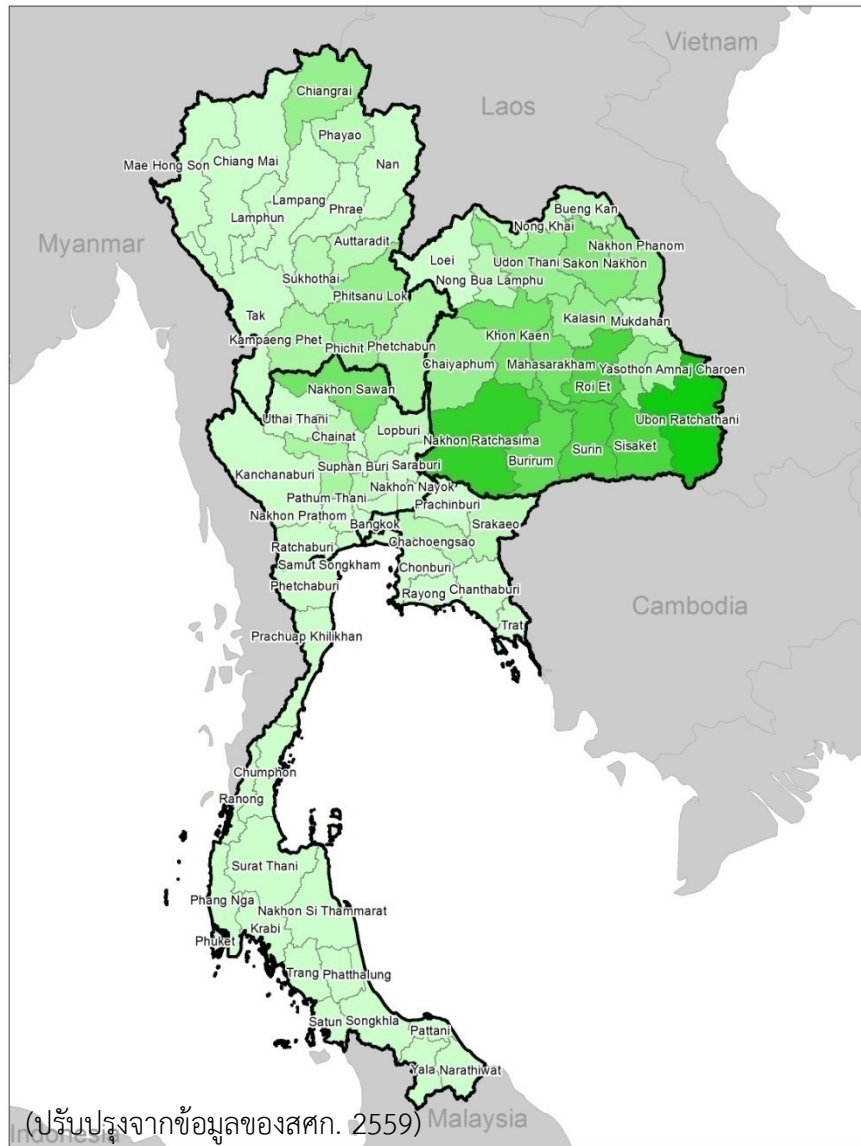 Vietnam
Chiangrai
Laos
Phayao
Mae Hong Son
Chiang Mai
Nan
Lampang
Bueng Kan
Phrae
Lamphun
Nong Khai
Myanmar
Auttaradit
Nakhon Phanom
Loei
Udon Thani
Sakon Nakhon
Sukhothai
Nong Bua Lamphu
Phitsanu Lok
Tak
Kalasin
Mukdahan
Khon Kaen
Kampaeng Phet
Phichit
Phetchabun
Chaiyaphum
Mahasarakham
Yasothon
Amnaj Charoen
Roi Et
Nakhon Sawan
Uthai Thani
Ubon Ratchathani
Lopburi
Chainat
Nakhon Ratchasima
Surin
Sisaket
Burirum
Suphan Buri
Saraburi
Kanchanaburi
Nakhon Nayok
Pathum Thani
Prachinburi
Nakhon Prathom
Bangkok
Srakaeo
Chachoengsao
Ratchaburi
Samut Songkham
Chonburi
Phetchaburi
Rayong
Chanthaburi
Cambodia
Trat
Prachuap Khilikhan
Chumphon
Ranong
Surat Thani
Phang Nga
Nakhon Si Thammarat
Krabi
Phuket
Trang
Phatthalung
Satun
Songkhla
Pattani
Yala
Narathiwat
(ปรับปรุงจากข้อมูลของสศก. 2559)
Malaysia
Indonesia